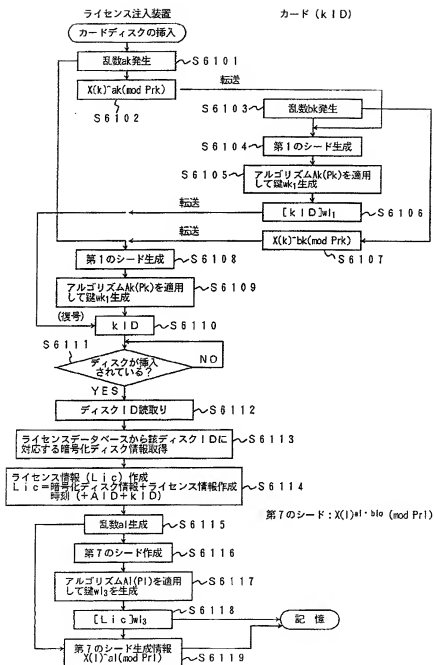 ライセンス注入装置
カード(kID)
カードディスクの挿入
乱数ak発生
S6101
転送
X(k)^ak(mod Prk)
S6102
S6103
乱数bk発生
S6104
第1のシード生成
S6105
アルゴリズムAk(Pk)を適用
して鍵wk1生成
転送
[kID]wl1
S6106
転送
X(k)^bk(mod Prk)
S6107
第1のシード生成
S6108
アルゴリズムAk(Pk)を適用
して鍵wk1生成
S6109
(復号)
kID
S6110
S6111
ディスクが挿入
されている?
NO
YES
ディスクID読取り
S6112
ライセンスデータベースから該ディスクIDに
対応する暗号化ディスク情報取得
S6113
ライセンス情報(Lic)作成
Lic=暗号化ディスク情報+ライセンス情報作成
時刻(+AID+kID)
S6114
乱数al生成
S6115
第7のシード:X(l)^al・blo (mod Prl)
第7のシード作成
S6116
アルゴリズムAl(Pl)を適用
して鍵wl3を生成
S6117
[Lic]wl3
S6118
記憶
第7のシード生成情報
X(l)^al(mod Prl)
S6119